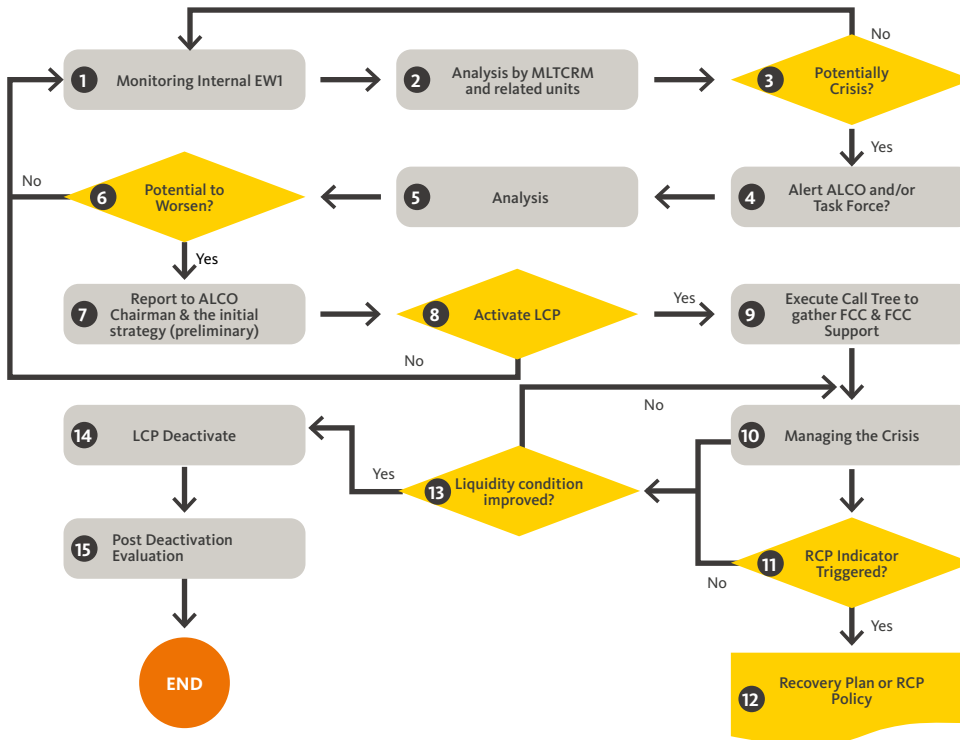 No
1
Monitoring Internal EW1
2
Analysis by MLTCRM
and related units
3
Potentially
Crisis?
Yes
No
6
Potential to
Worsen?
5
Analysis
4
Alert ALCO and/or
Task Force?
Yes
7
Report to ALCO
Chairman & the initial
strategy (preliminary)
8
Activate LCP
Yes
9
Execute Call Tree to
gather FCC & FCC
Support
No
No
14
LCP Deactivate
10
Managing the Crisis
Yes
13
Liquidity condition
improved?
15
Post Deactivation
Evaluation
11
RCP Indicator
Triggered?
No
Yes
END
12
Recovery Plan or RCP
Policy